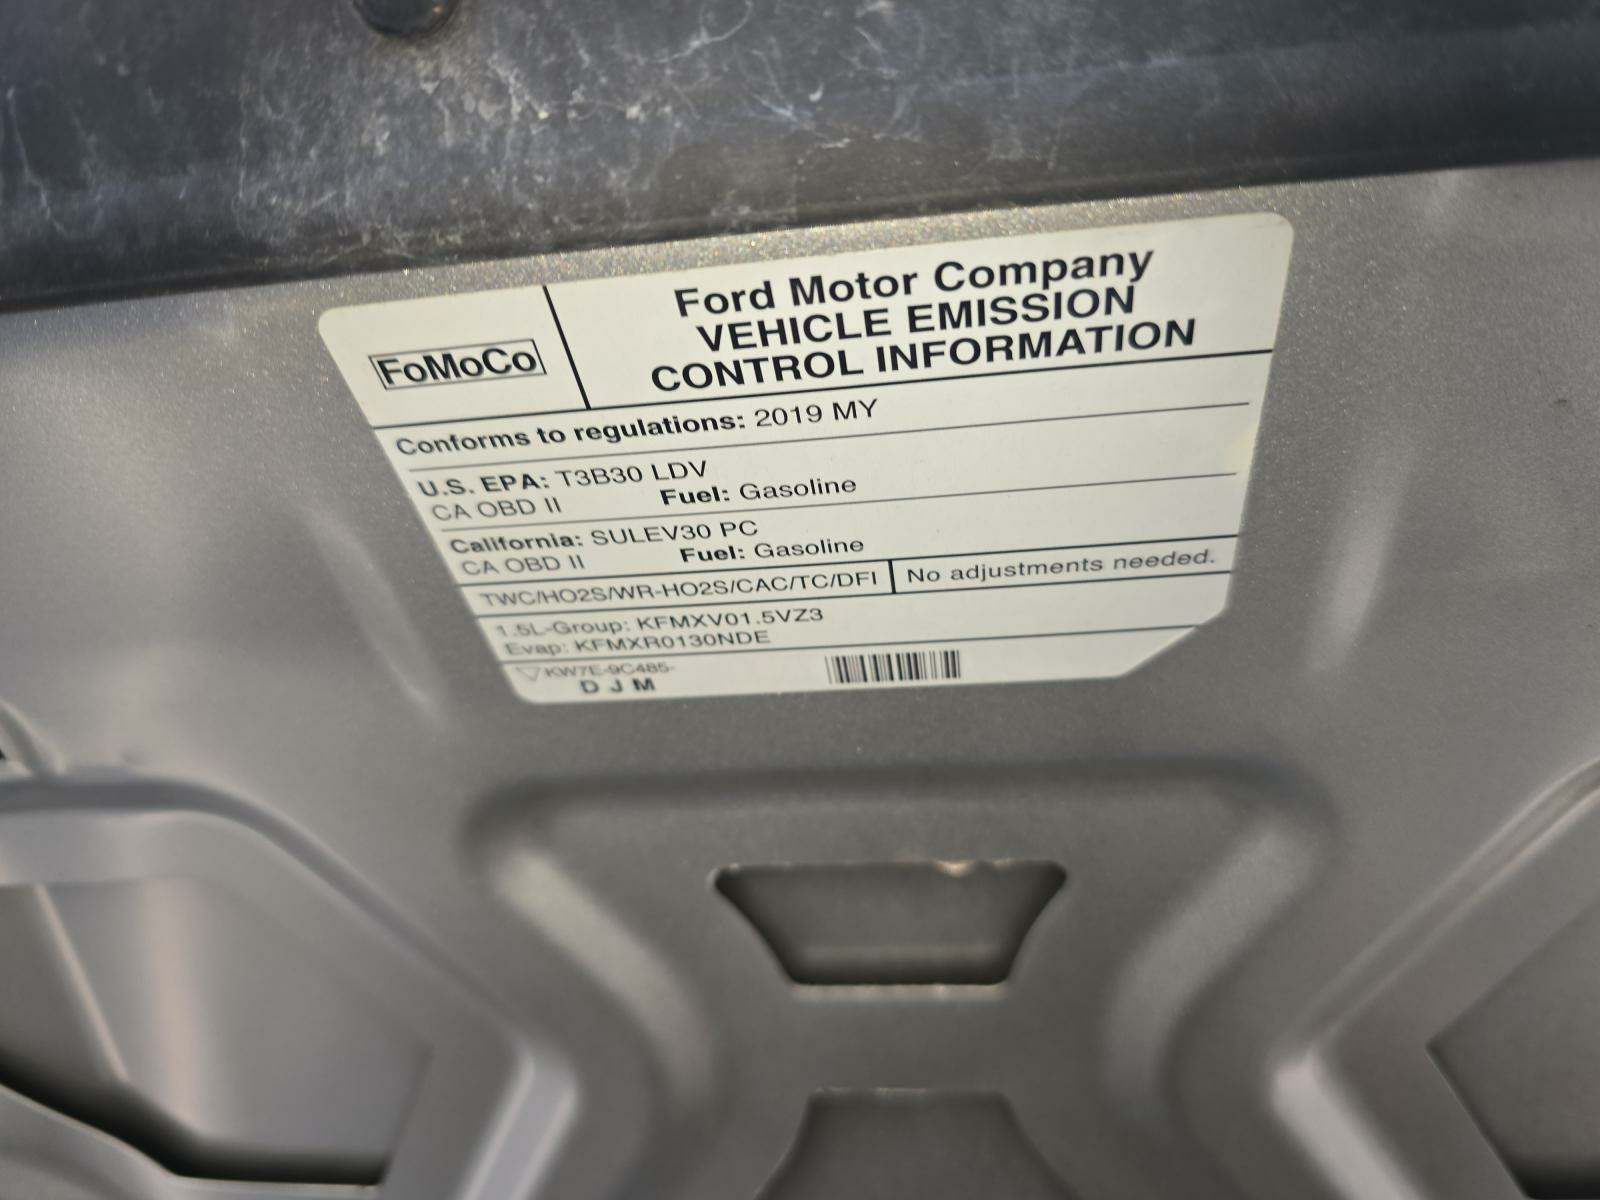 FoMoCo
Ford Motor Company
VEHICLE EMISSION
CONTROL INFORMATION
Conforms to regulations: 2019 MY
U.S. EPA: T3B30 LDV
CA OBD II Fuel: Gasoline
California: SULEV30 PC
CA OBD II Fuel: Gasoline
TWC/HO2S/WR-HO2S/CAC/TC/DFI No adjustments needed.
1.5L-Group: KFMXV01.5VZ3
Evap: KFMXR0130NDE
KW7E-9C485-
D J M